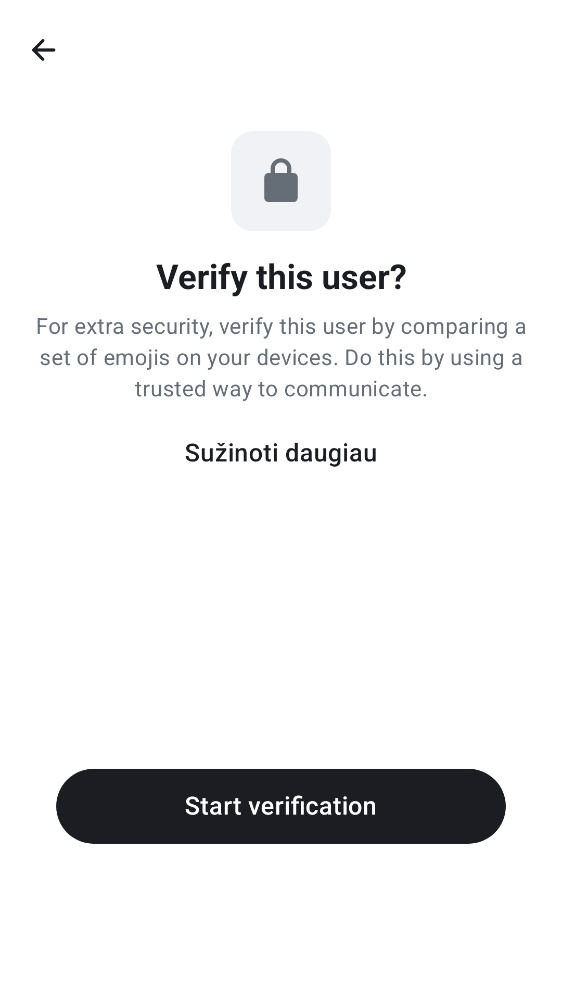 Verify this user?
For extra security, verify this user by comparing a
set of emojis on your devices. Do this by using a
trusted way to communicate.
Sužinoti daugiau
Start verification